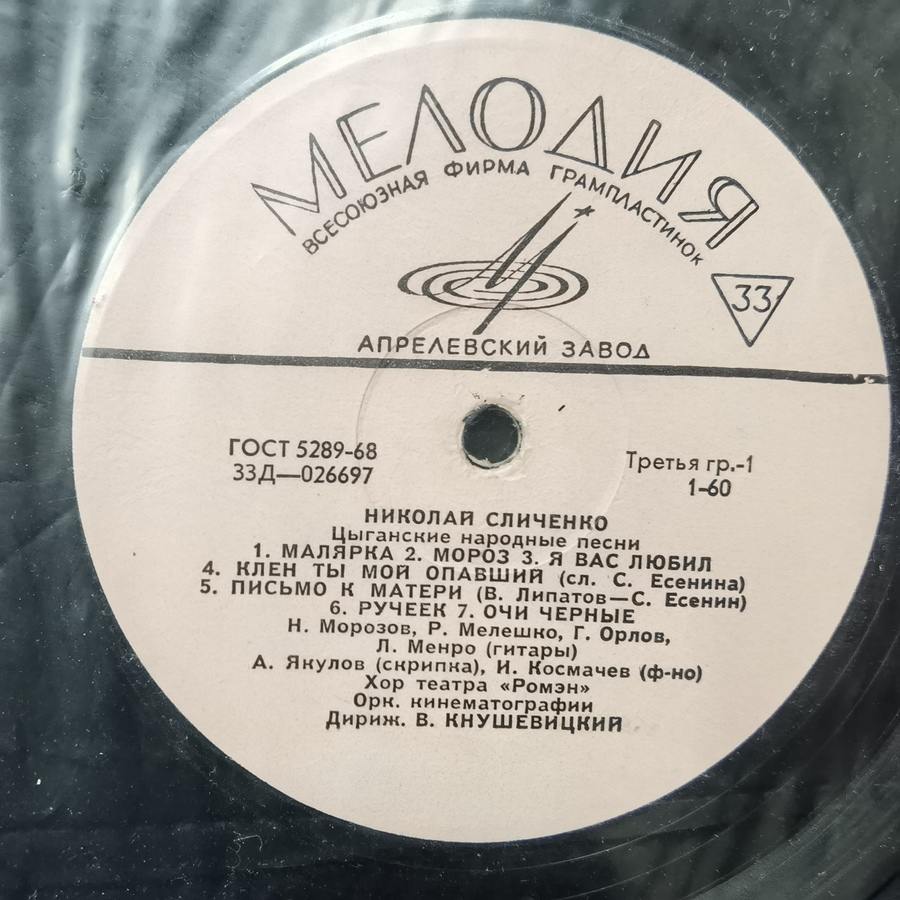 МЕЛОДИЯ
ВСЕСОЮЗНАЯ ФИРМА ГРАМПЛАСТИНОК
33
АПРЕЛЕВСКИЙ ЗАВОД
ГОСТ 5289-68
33Д—026697
Третья гр.-1
1-60
НИКОЛАЙ СЛИЧЕНКО
Цыганские народные песни
1. МАЛЯРКА 2. МОРОЗ 3. Я ВАС ЛЮБИЛ
4. КЛЕН ТЫ МОЙ ОПАВШИЙ (сл. С. Есенина)
5. ПИСЬМО К МАТЕРИ (В. Липатов—С. Есенин)
6. РУЧЕЕК 7. ОЧИ ЧЕРНЫЕ
Н. Морозов, Р. Мелешко, Г. Орлов,
Л. Менро (гитары)
А. Якулов (скрипка), И. Космачев (ф-но)
Хор театра «Ромэн»
Орк. кинематографии
Дириж. В. КНУШЕВИЦКИЙ